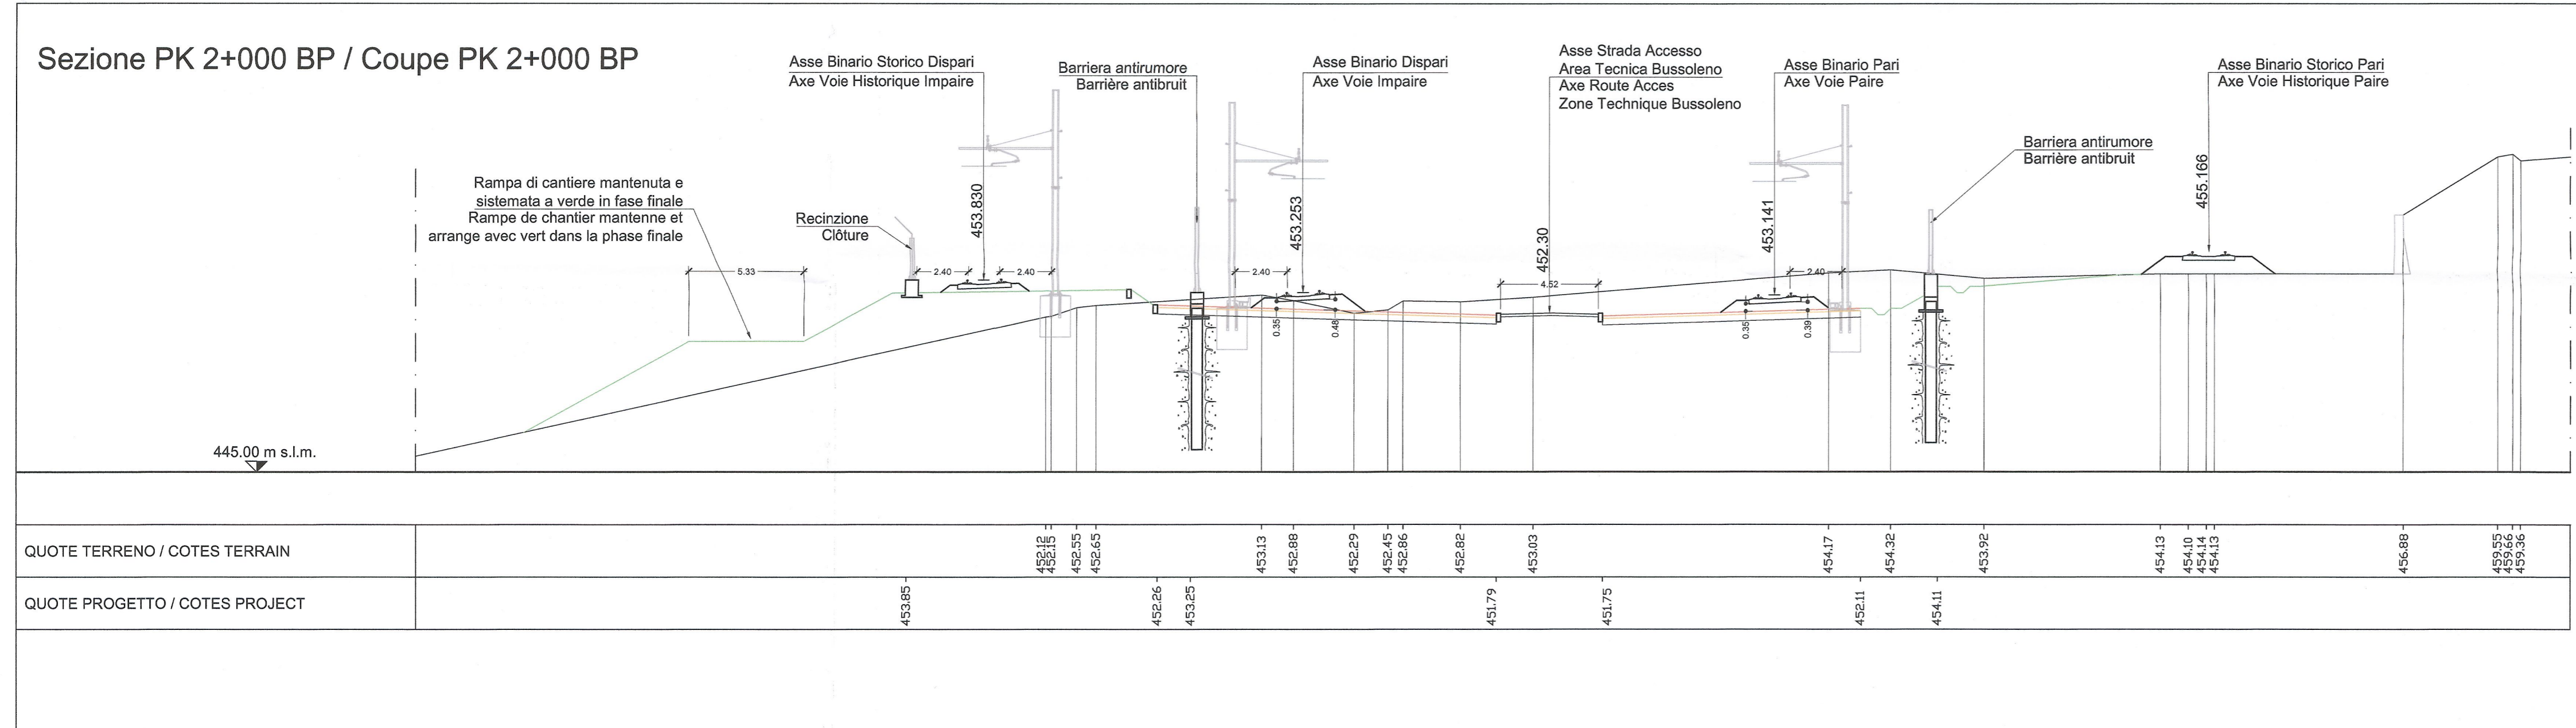 Sezione PK 2+000 BP / Coupe PK 2+000 BP
Asse Binario Storico Dispari
Axe Voie Historique Impaire
Barriera antirumore
Barrière antibruit
Asse Binario Dispari
Axe Voie Impaire
Asse Strada Accesso
Area Tecnica Bussoleno
Axe Route Acces
Zone Technique Bussoleno
Asse Binario Pari
Axe Voie Paire
Asse Binario Storico Pari
Axe Voie Historique Paire
Barriera antirumore
Barrière antibruit
Rampa di cantiere mantenuta e
sistemata a verde in fase finale
Rampe de chantier mantenne et
arrange avec vert dans la phase finale
Recinzione
Clôture
453.830
453.253
452.30
453.141
455.166
5.33
2.40
2.40
2.40
4.52
2.40
0.35
0.48
0.35
0.39
445.00 m s.l.m.
QUOTE TERRENO / COTES TERRAIN
452.12
452.15
452.55
452.65
453.13
452.88
452.29
452.45
452.86
452.82
453.03
454.17
454.32
453.92
454.13
454.10
454.14
454.13
456.88
459.55
459.66
459.36
QUOTE PROGETTO / COTES PROJECT
453.85
452.26
453.25
451.79
451.75
452.11
454.11